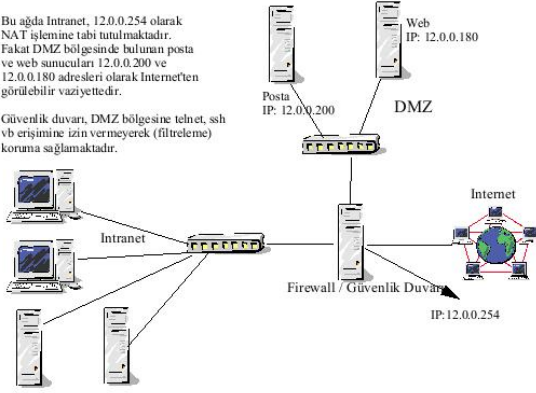 Bu ağda Intranet, 12.0.0.254 olarak
NAT işlemine tabi tutulmaktadır.
Fakat DMZ bölgesinde bulunan posta
ve web sunucuları 12.0.0.200 ve
12.0.0.180 adresleri olarak Internet'ten
görülebilir vaziyettedir.
Güvenlik duvarı, DMZ bölgesine telnet, ssh
vb erişimine izin vermeyerek (filtreleme)
koruma sağlamaktadır.
Web
IP: 12.0.0.180
Posta
IP: 12.0.0.200
DMZ
Internet
Intranet
Firewall / Güvenlik Duvarı
IP:12.0.0.254